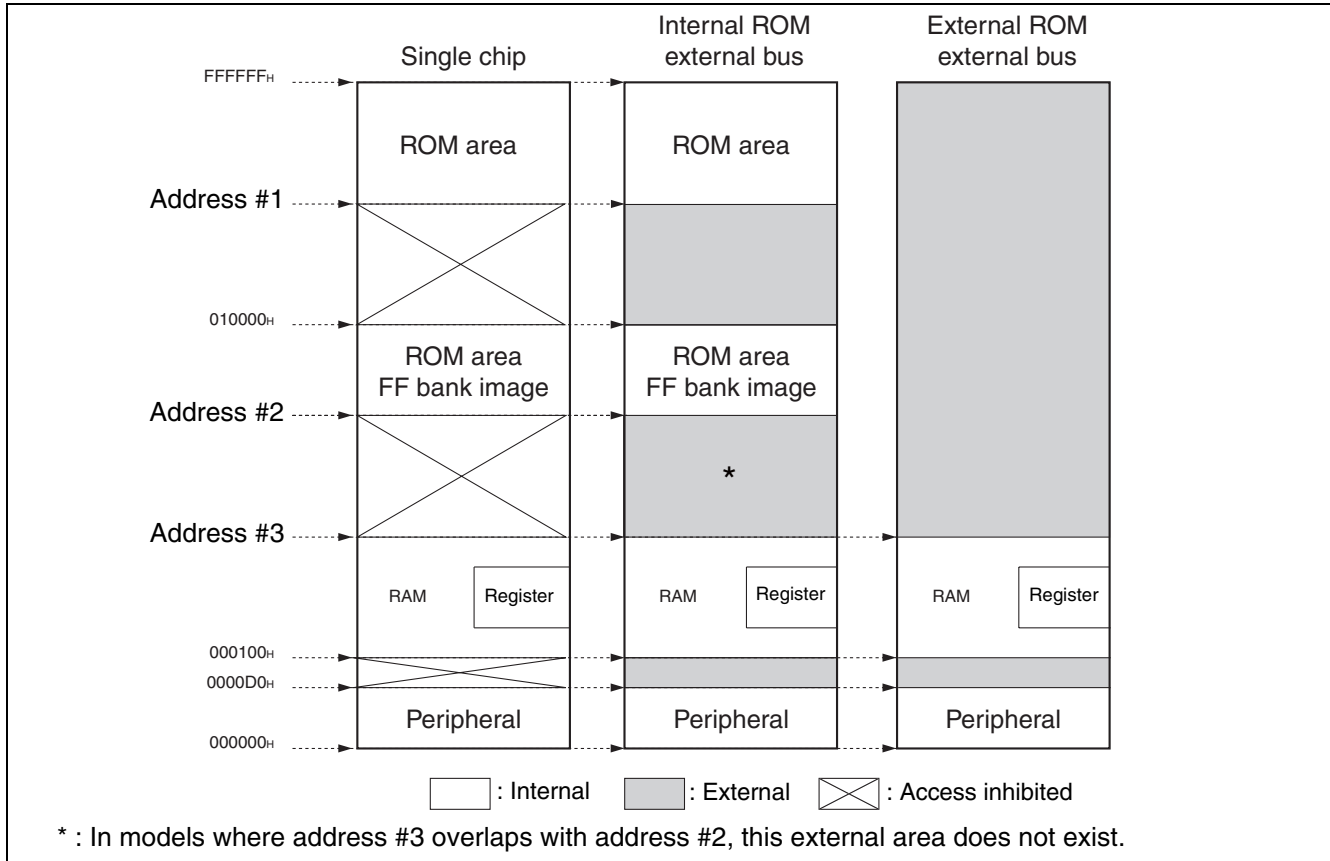 Single chip
Internal ROM
external bus
External ROM
external bus
FFFFFFH
ROM area
ROM area
Address #1
010000H
ROM area
FF bank image
ROM area
FF bank image
Address #2
*
Address #3
RAM
Register
RAM
Register
RAM
Register
000100H
0000D0H
Peripheral
Peripheral
Peripheral
000000H
: Internal
: External
: Access inhibited
* : In models where address #3 overlaps with address #2, this external area does not exist.